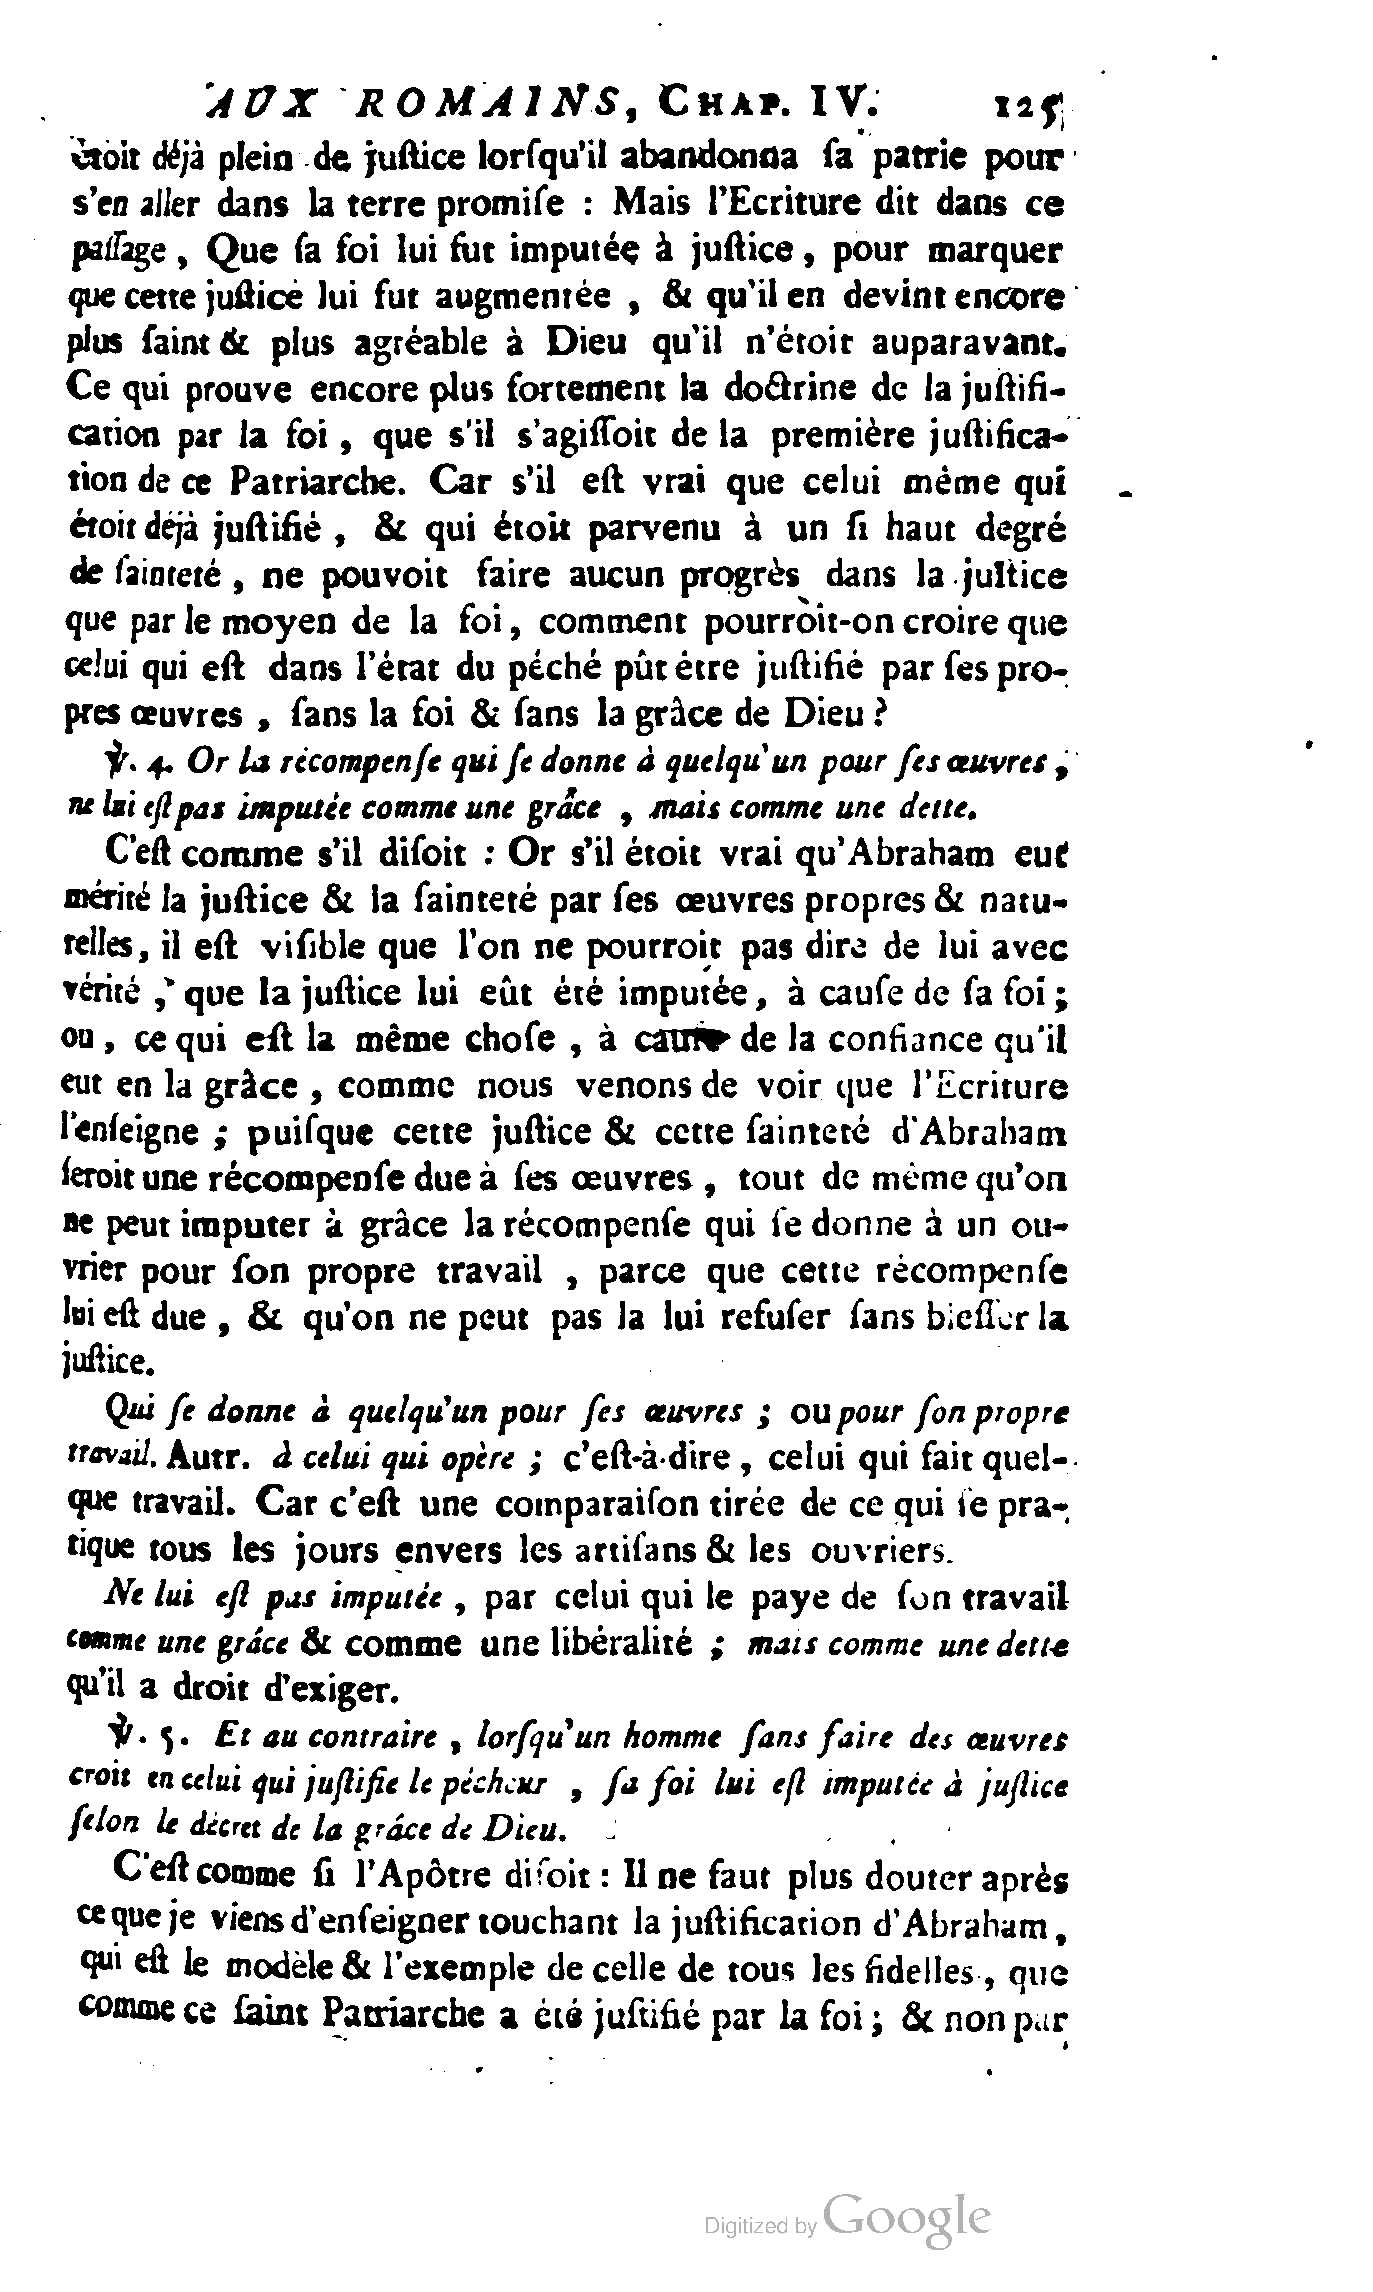 AUX ROMAINS, CHAP. IV. 125
étoit déjà plein de juſtice lorſqu'il abandonna ſa patrie pour
s'en aller dans la terre promiſe : Mais l'Ecriture dit dans ce
paſſage, Que ſa foi lui fut imputée à juſtice, pour marquer
que cette juſtice lui fut augmentée, & qu'il en devint encore
plus ſaint & plus agréable à Dieu qu'il n'étoit auparavant.
Ce qui prouve encore plus fortement la doctrine de la juſtifi-
cation par la foi, que s'il s'agiſſoit de la première juſtifica-
tion de ce Patriarche. Car s'il eſt vrai que celui même qui
étoit déjà juſtifié, & qui étoit parvenu à un ſi haut degré
de ſainteté, ne pouvoit faire aucun progrès dans la juſtice
que par le moyen de la foi, comment pourroit-on croire que
celui qui eſt dans l'état du péché pût être juſtifié par ſes pro-
pres œuvres, ſans la foi & ſans la grâce de Dieu ?
℣. 4. Or la récompenſe qui ſe donne à quelqu'un pour ſes œuvres,
ne lui eſt pas imputée comme une grâce, mais comme une dette.
C'eſt comme s'il diſoit : Or s'il étoit vrai qu'Abraham eut
mérité la juſtice & la ſainteté par ſes œuvres propres & natu-
relles, il eſt viſible que l'on ne pourroit pas dire de lui avec
vérité, que la juſtice lui eût été imputée, à cauſe de ſa foi ;
ou, ce qui eſt la même choſe, à cauſe de la confiance qu'il
eut en la grâce, comme nous venons de voir que l'Ecriture
l'enſeigne ; puiſque cette juſtice & cette ſainteté d'Abraham
ſeroit une récompenſe due à ſes œuvres, tout de même qu'on
ne peut imputer à grâce la récompenſe qui ſe donne à un ou-
vrier pour ſon propre travail, parce que cette récompenſe
lui eſt due, & qu'on ne peut pas la lui refuſer ſans bleſſer la
juſtice.
Qui ſe donne à quelqu'un pour ſes œuvres ; ou pour ſon propre
travail. Autr. à celui qui opère ; c'eſt-à-dire, celui qui fait quel-
que travail. Car c'eſt une comparaiſon tirée de ce qui ſe pra-
tique tous les jours envers les artiſans & les ouvriers.
Ne lui eſt pas imputée, par celui qui le paye de ſon travail
comme une grâce & comme une libéralité ; mais comme une dette
qu'il a droit d'exiger.
℣. 5. Et au contraire, lorſqu'un homme ſans faire des œuvres
croit en celui qui juſtifie le pécheur, ſa foi lui eſt imputée à juſtice
ſelon le décret de la grâce de Dieu.
C'eſt comme ſi l'Apôtre diſoit : Il ne faut plus douter après
ce que je viens d'enſeigner touchant la juſtification d'Abraham,
qui eſt le modèle & l'exemple de celle de tous les fidelles, que
comme ce ſaint Patriarche a été juſtifié par la foi ; & non par
Digitized by Google